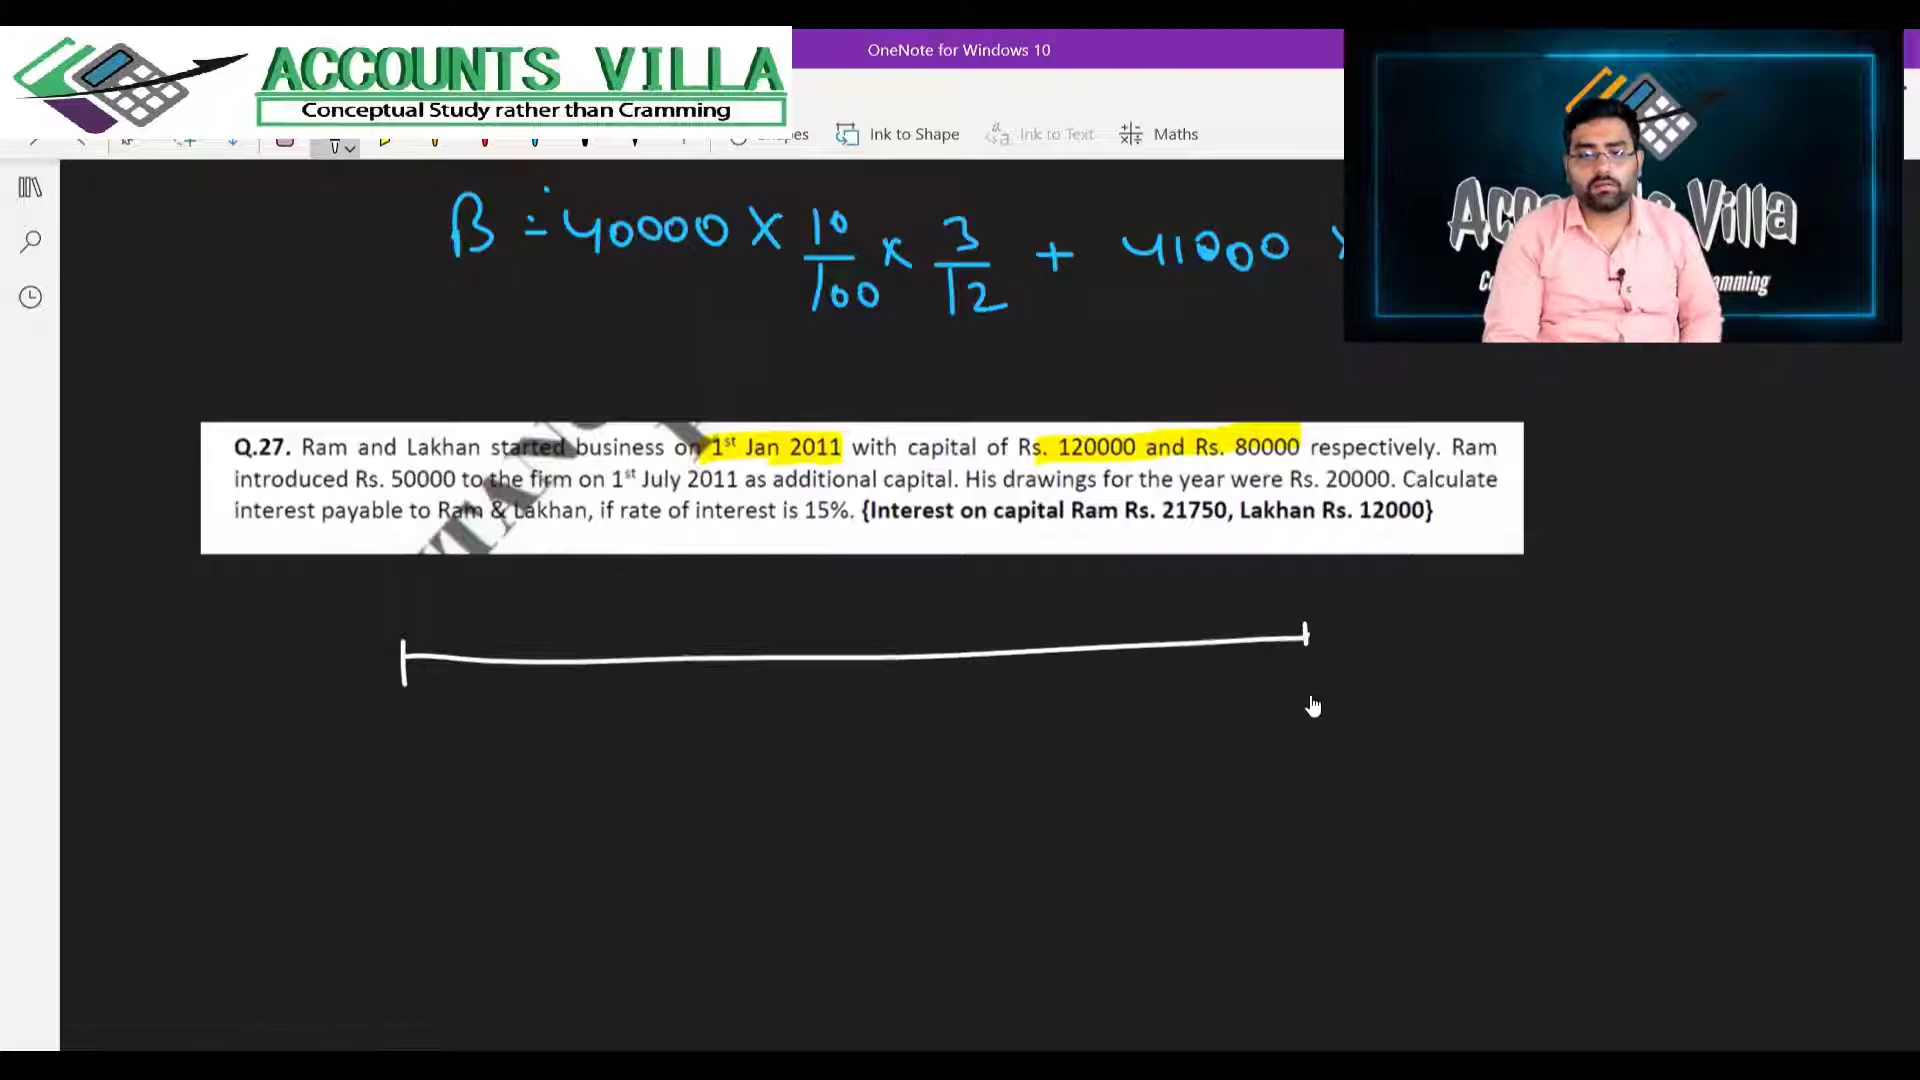 OneNote for Windows 10
ACCOUNTS VILLA
Conceptual Study rather than Cramming
Ink to Shape
Ink to Text
Maths
Villa
B = 40000 × 10/100 × 3/12 + 41000
Q.27. Ram and Lakhan started business on 1st Jan 2011 with capital of Rs. 120000 and Rs. 80000 respectively. Ram
introduced Rs. 50000 to the firm on 1st July 2011 as additional capital. His drawings for the year were Rs. 20000. Calculate
interest payable to Ram & Lakhan, if rate of interest is 15%. {Interest on capital Ram Rs. 21750, Lakhan Rs. 12000}